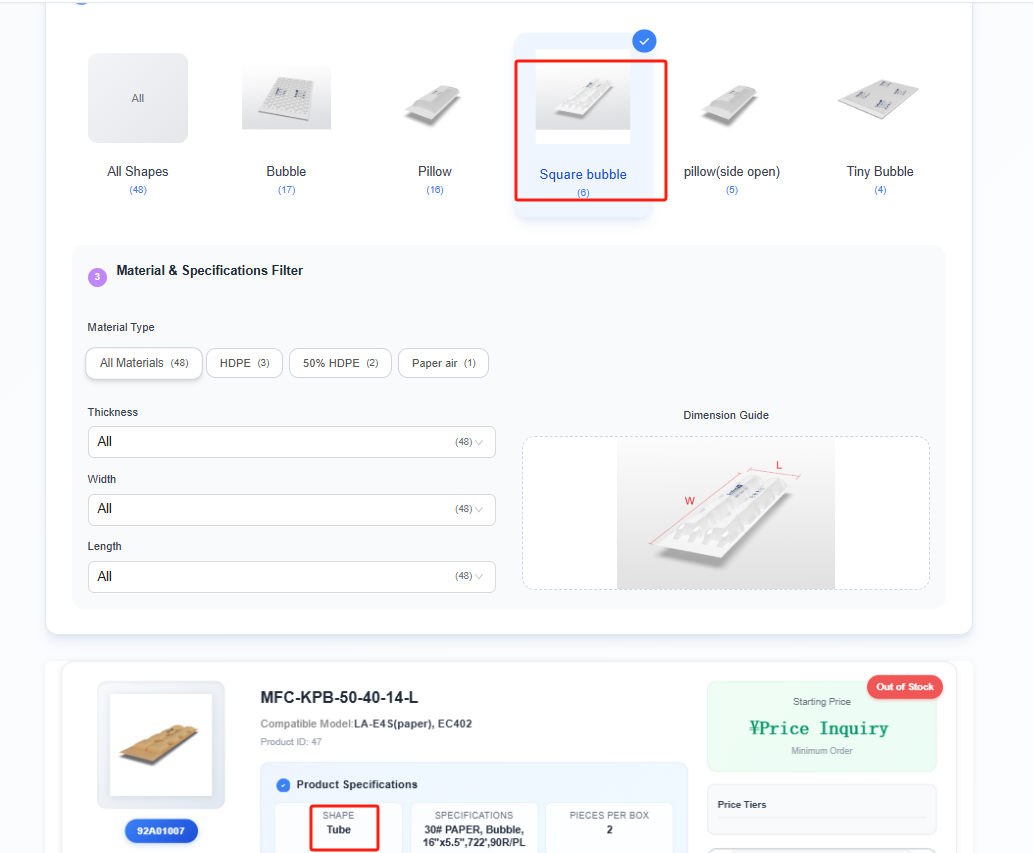 All
All Shapes
(48)
Bubble
(17)
Pillow
(16)
Square bubble
(6)
pillow(side open)
(5)
Tiny Bubble
(4)
3 Material & Specifications Filter
Material Type
All Materials (48) HDPE (3) 50% HDPE (2) Paper air (1)
Thickness
All (48)
Width
All (48)
Length
All (48)
Dimension Guide
W
L
92A01007
MFC-KPB-50-40-14-L
Compatible Model:LA-E4S(paper), EC402
Product ID: 47
Product Specifications
SHAPE
Tube
SPECIFICATIONS
30# PAPER, Bubble,
16"x5.5",722',90R/PL
PIECES PER BOX
2
Out of Stock
Starting Price
¥Price Inquiry
Minimum Order
Price Tiers